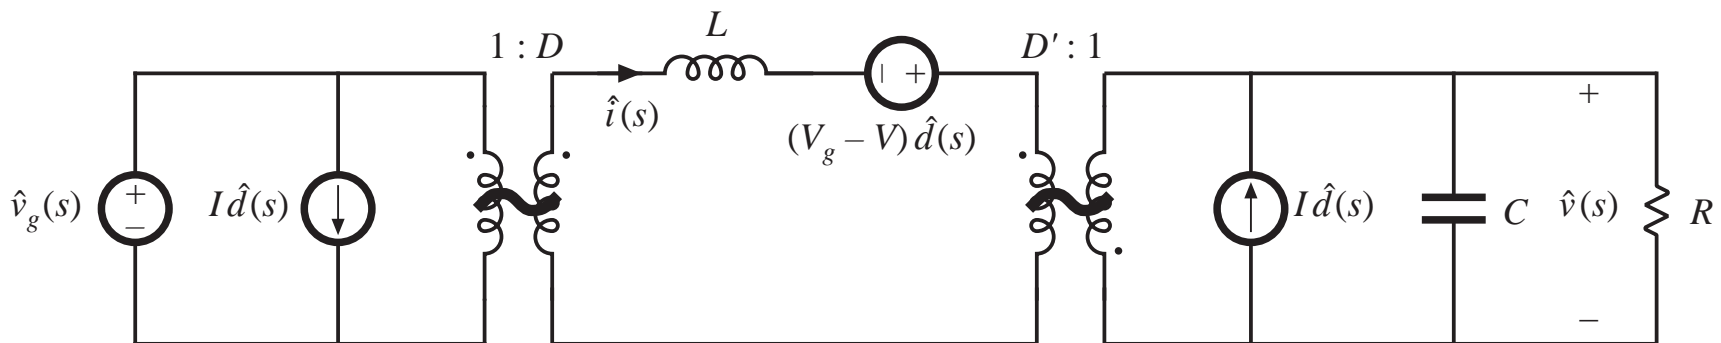 1 : D
L
D′ : 1
î(s)
(V_g – V) d̂(s)
+
–
v̂_g(s)
+
–
I d̂(s)
– +
I d̂(s)
C
v̂(s)
R